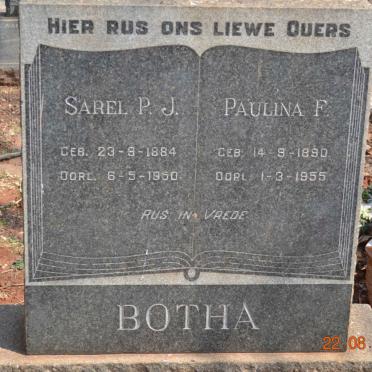 HIER RUS ONS LIEWE OUERS
SAREL P. J.
GEB. 23-9-1884
OORL. 6-5-1950
PAULINA F.
GEB. 14-9-1890
OORL. 1-3-1955
RUS IN VREDE
BOTHA
22.08.